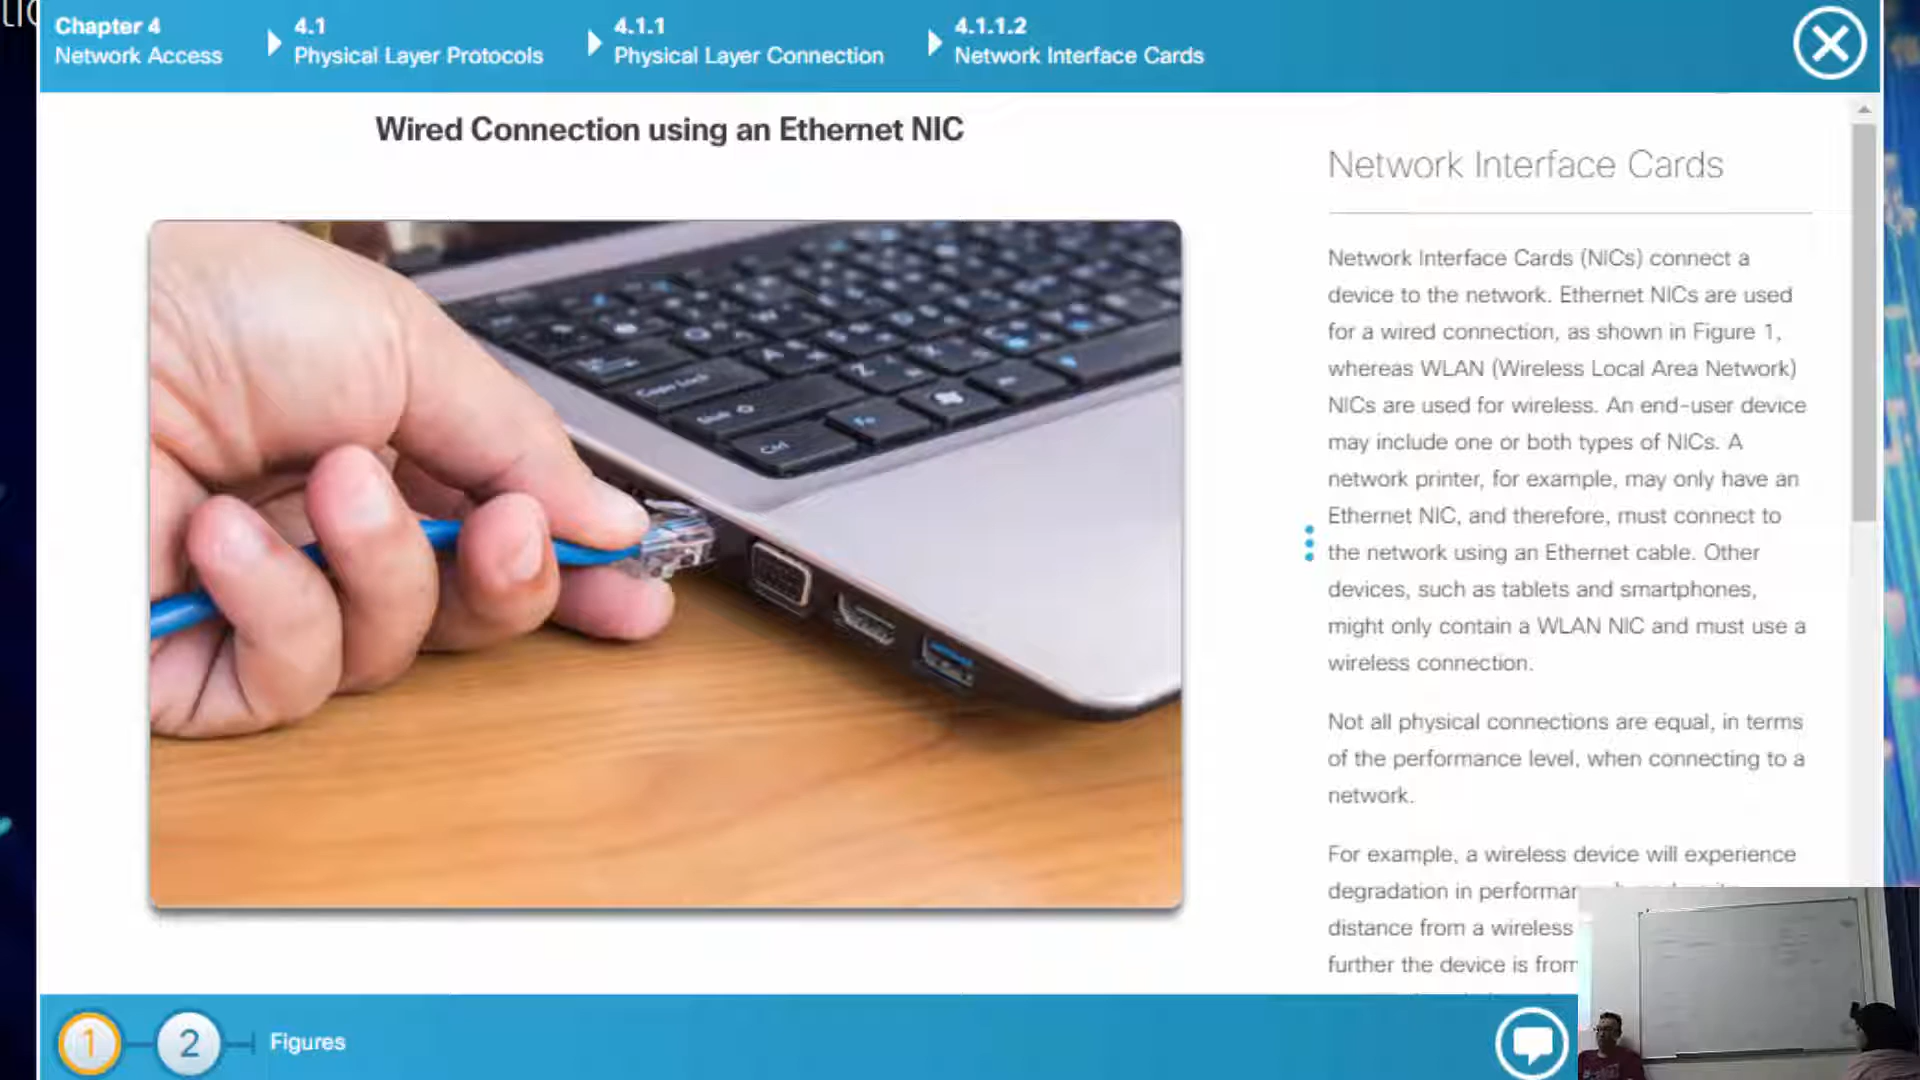 Chapter 4
Network Access
4.1
Physical Layer Protocols
4.1.1
Physical Layer Connection
4.1.1.2
Network Interface Cards
Wired Connection using an Ethernet NIC
Ctrl
Fn
Network Interface Cards
Network Interface Cards (NICs) connect a
device to the network. Ethernet NICs are used
for a wired connection, as shown in Figure 1,
whereas WLAN (Wireless Local Area Network)
NICs are used for wireless. An end-user device
may include one or both types of NICs. A
network printer, for example, may only have an
Ethernet NIC, and therefore, must connect to
the network using an Ethernet cable. Other
devices, such as tablets and smartphones,
might only contain a WLAN NIC and must use a
wireless connection.
Not all physical connections are equal, in terms
of the performance level, when connecting to a
network.
For example, a wireless device will experience
degradation in
distance from a wireless
further the device is from
1
2
Figures